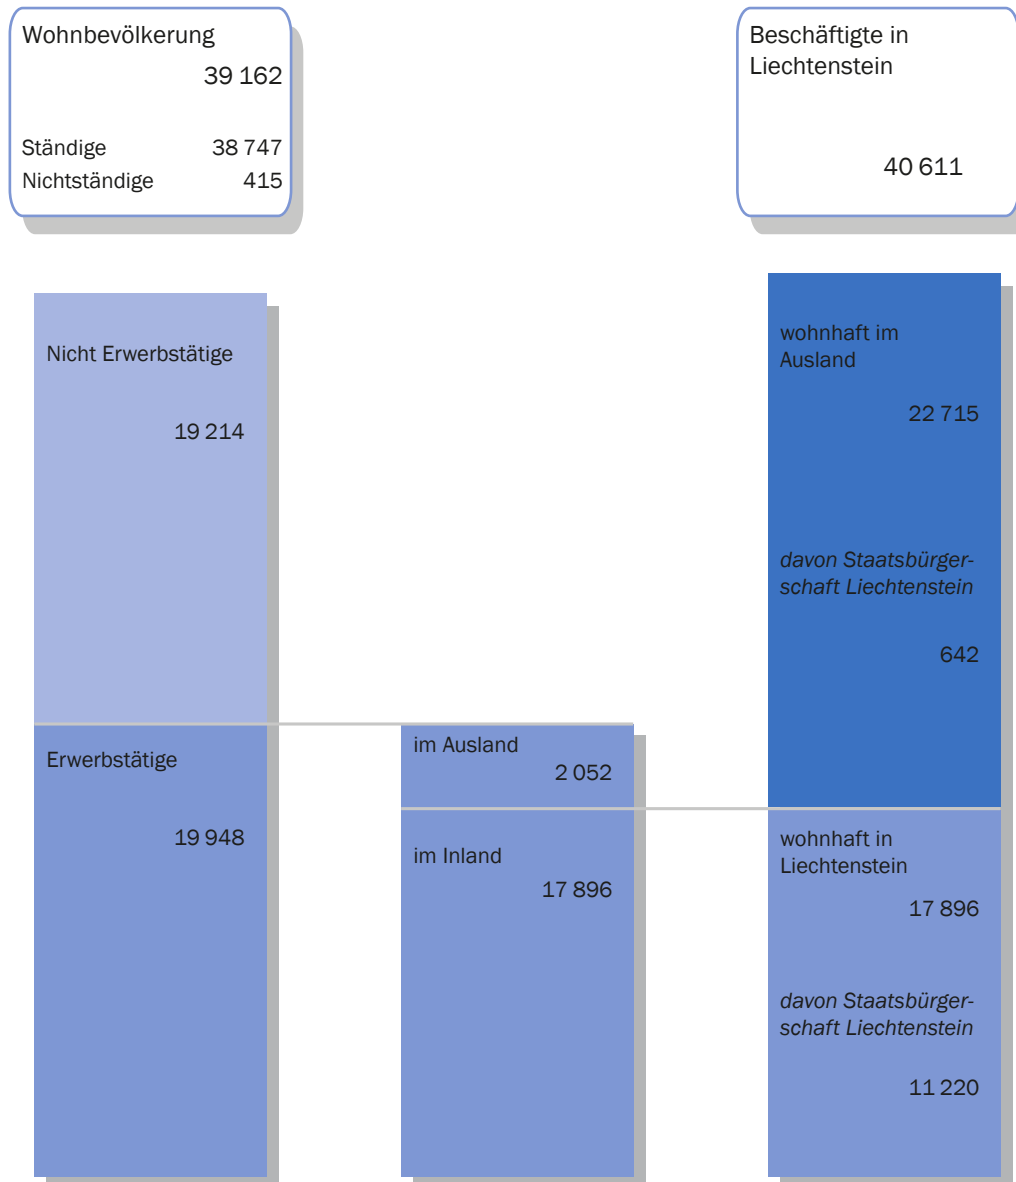 Wohnbevölkerung
39 162
Ständige 38 747
Nichtständige 415
Beschäftigte in
Liechtenstein
40 611
Nicht Erwerbstätige
19 214
Erwerbstätige
19 948
im Ausland
2 052
im Inland
17 896
wohnhaft im
Ausland
22 715
davon Staatsbürger-
schaft Liechtenstein
642
wohnhaft in
Liechtenstein
17 896
davon Staatsbürger-
schaft Liechtenstein
11 220